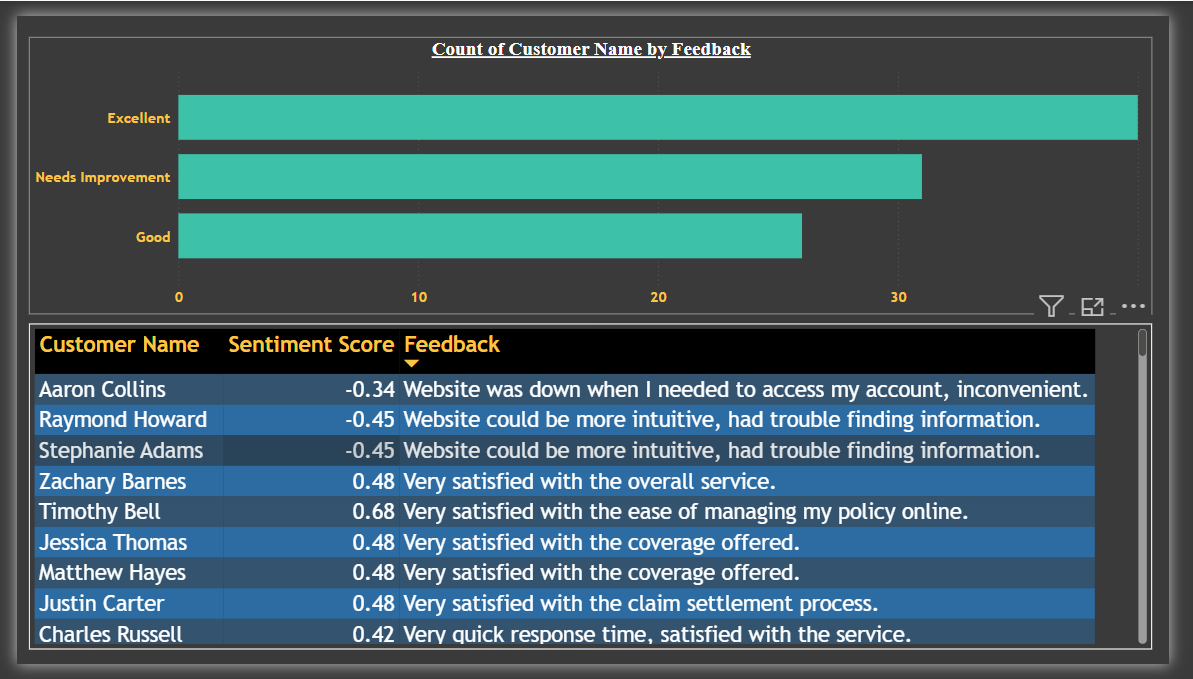 Count of Customer Name by Feedback
Excellent
Needs Improvement
Good
0 10 20 30
Customer Name Sentiment Score Feedback
Aaron Collins -0.34 Website was down when I needed to access my account, inconvenient.
Raymond Howard -0.45 Website could be more intuitive, had trouble finding information.
Stephanie Adams -0.45 Website could be more intuitive, had trouble finding information.
Zachary Barnes 0.48 Very satisfied with the overall service.
Timothy Bell 0.68 Very satisfied with the ease of managing my policy online.
Jessica Thomas 0.48 Very satisfied with the coverage offered.
Matthew Hayes 0.48 Very satisfied with the coverage offered.
Justin Carter 0.48 Very satisfied with the claim settlement process.
Charles Russell 0.42 Very quick response time, satisfied with the service.